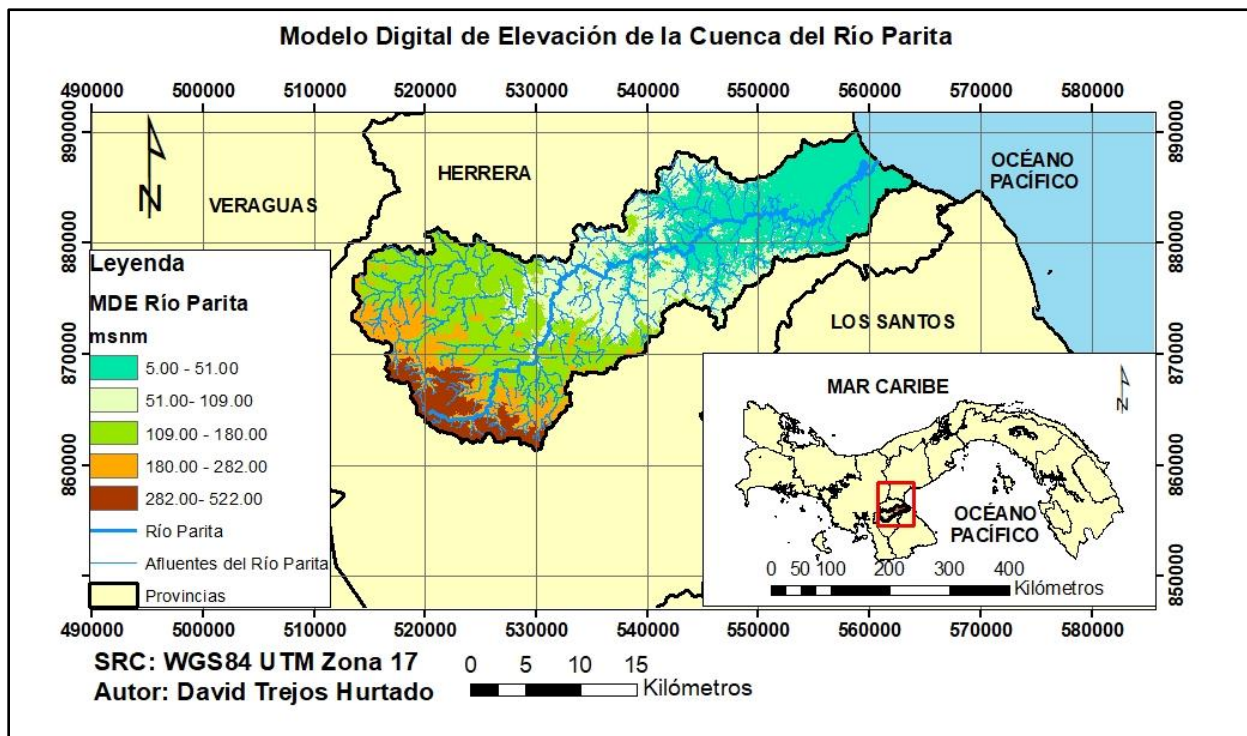 Modelo Digital de Elevación de la Cuenca del Río Parita
490000 500000 510000 520000 530000 540000 550000 560000 570000 580000
890000
880000
870000
860000
850000
N
VERAGUAS
HERRERA
OCÉANO
PACÍFICO
LOS SANTOS
890000
880000
870000
860000
850000
Leyenda
MDE Río Parita
msnm
5.00 - 51.00
51.00- 109.00
109.00 - 180.00
180.00 - 282.00
282.00- 522.00
Río Parita
Afluentes del Río Parita
Provincias
MAR CARIBE
N
OCÉANO
PACÍFICO
0 50 100 200 300 400
Kilómetros
490000 500000 510000 520000 530000 540000 550000 560000 570000 580000
SRC: WGS84 UTM Zona 17
Autor: David Trejos Hurtado
0 5 10 15
Kilómetros